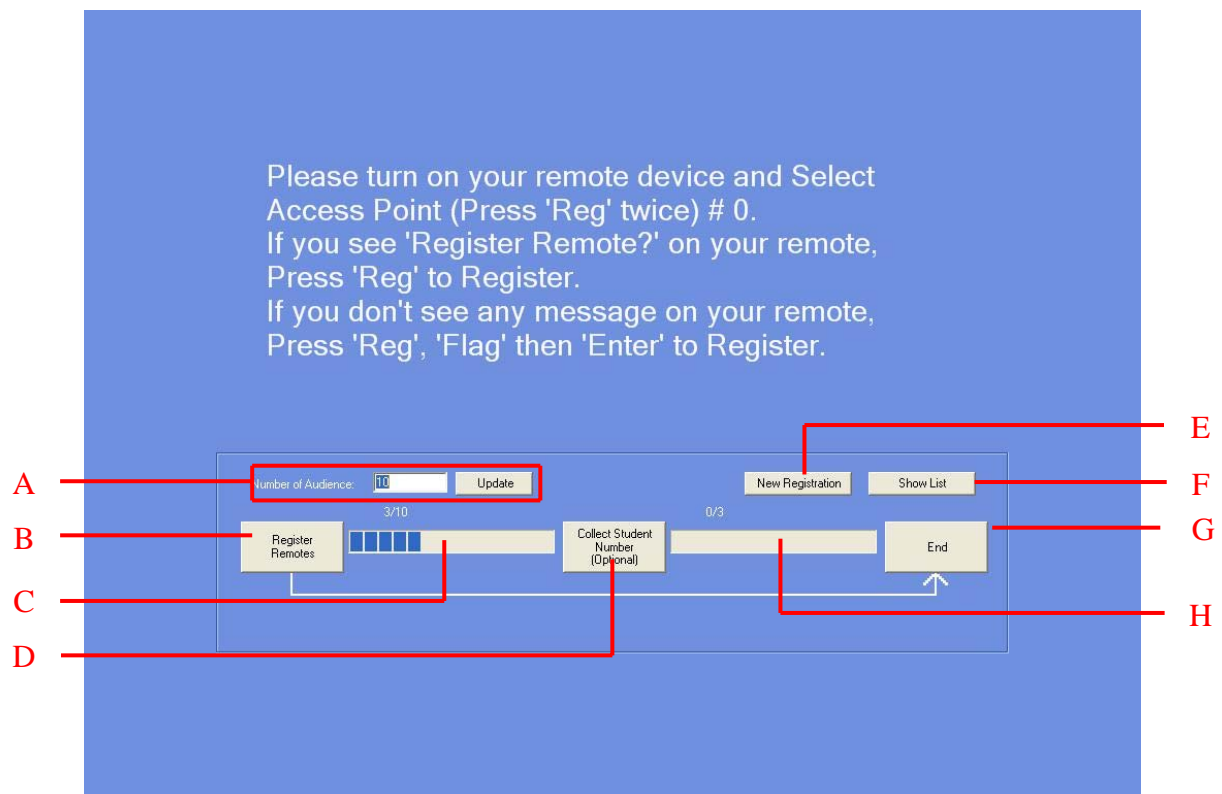 Please turn on your remote device and Select
Access Point (Press 'Reg' twice) # 0.
If you see 'Register Remote?' on your remote,
Press 'Reg' to Register.
If you don't see any message on your remote,
Press 'Reg', 'Flag' then 'Enter' to Register.
E
A
Number of Audience:
10
Update
New Registration
Show List
F
3/10
0/3
B
Register
Remotes
Collect Student
Number
(Optional)
End
G
C
H
D